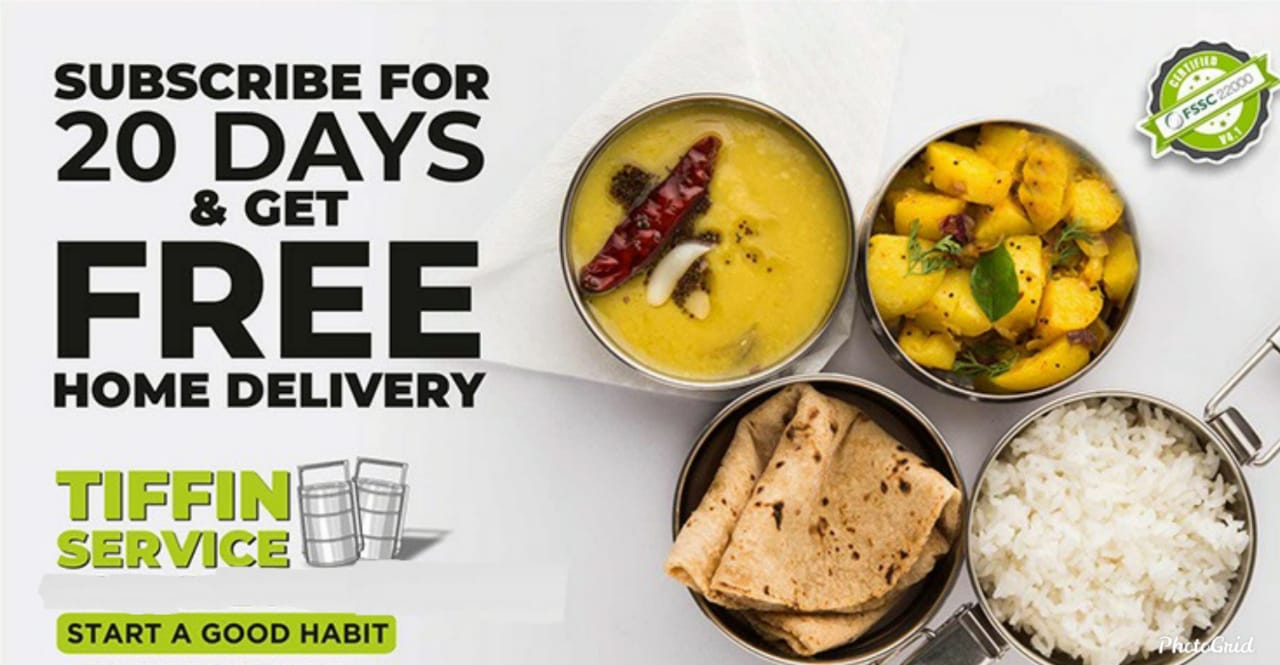 SUBSCRIBE FOR
20 DAYS
& GET
FREE
HOME DELIVERY
TIFFIN
SERVICE
START A GOOD HABIT
CERTIFIED
FSSC 22000
V4.1
PhotoGrid